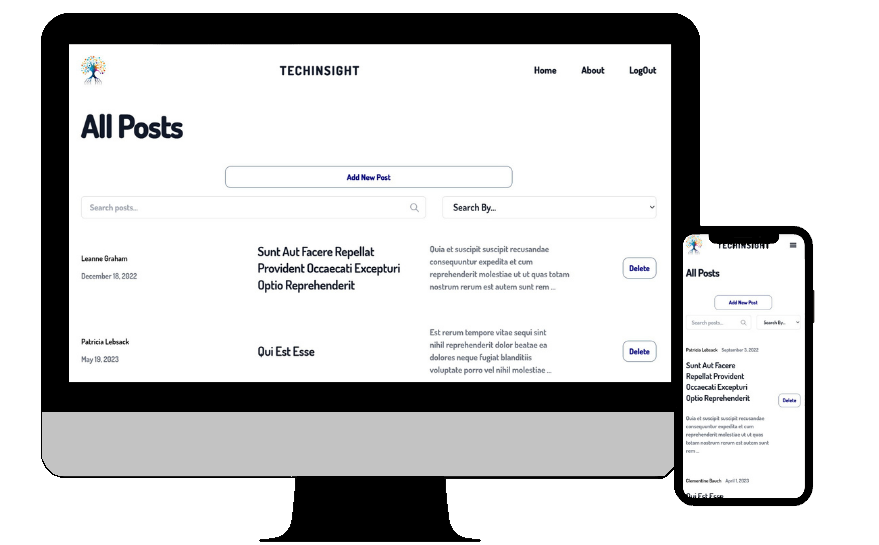 TECHINSIGHT
Home About LogOut
All Posts
Add New Post
Search posts...
Search By...
Leanne Graham
December 18, 2022
Sunt Aut Facere Repellat
Provident Occaecati Excepturi
Optio Reprehenderit
Quia et suscipit suscipit recusandae
consequuntur expedita et cum
reprehenderit molestiae ut ut quas totam
nostrum rerum est autem sunt rem ...
Delete
Patricia Lebsack
May 19, 2023
Qui Est Esse
Est rerum tempore vitae sequi sint
nihil reprehenderit dolor beatae ea
dolores neque fugiat blanditiis
voluptate porro vel nihil molestiae ...
Delete
TECHINSIGHT
All Posts
Add New Post
Search posts...
Search By...
Patricia Lebsack September 3, 2022
Sunt Aut Facere
Repellat Provident
Occaecati Excepturi
Optio Reprehenderit
Delete
Quia et suscipit suscipit recusandae
consequuntur expedita et cum
reprehenderit molestiae ut ut quas
totam nostrum rerum est autem sunt
rem ...
Clementine Bauch April 1, 2023
Qui Est Esse